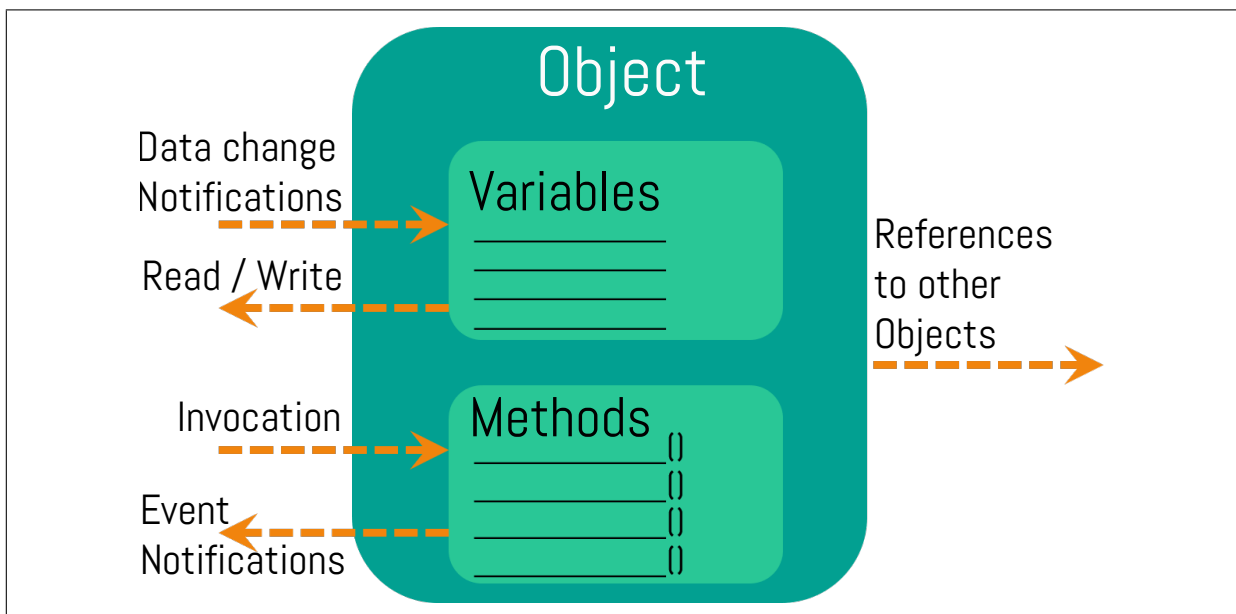 Object
Data change
Notifications
Read / Write
Variables
References
to other
Objects
Invocation
Event
Notifications
Methods
()
()
()
()